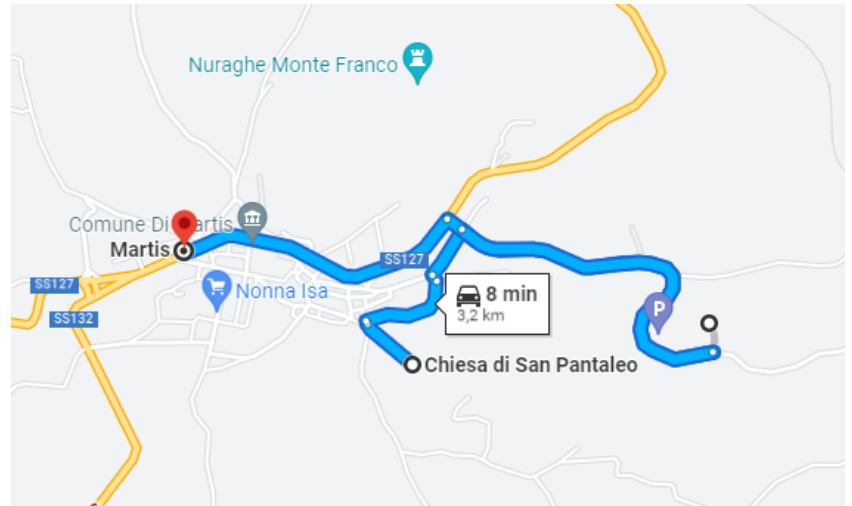 Nuraghe Monte Franco
Comune Di Martis
Martis
SS127
SS127
8 min
3,2 km
SS132
Nonna Isa
P
Chiesa di San Pantaleo